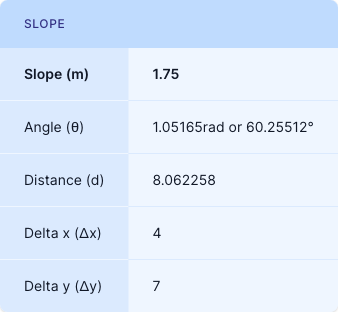 SLOPE
Slope (m) 1.75
Angle (θ) 1.05165rad or 60.25512°
Distance (d) 8.062258
Delta x (Δx) 4
Delta y (Δy) 7